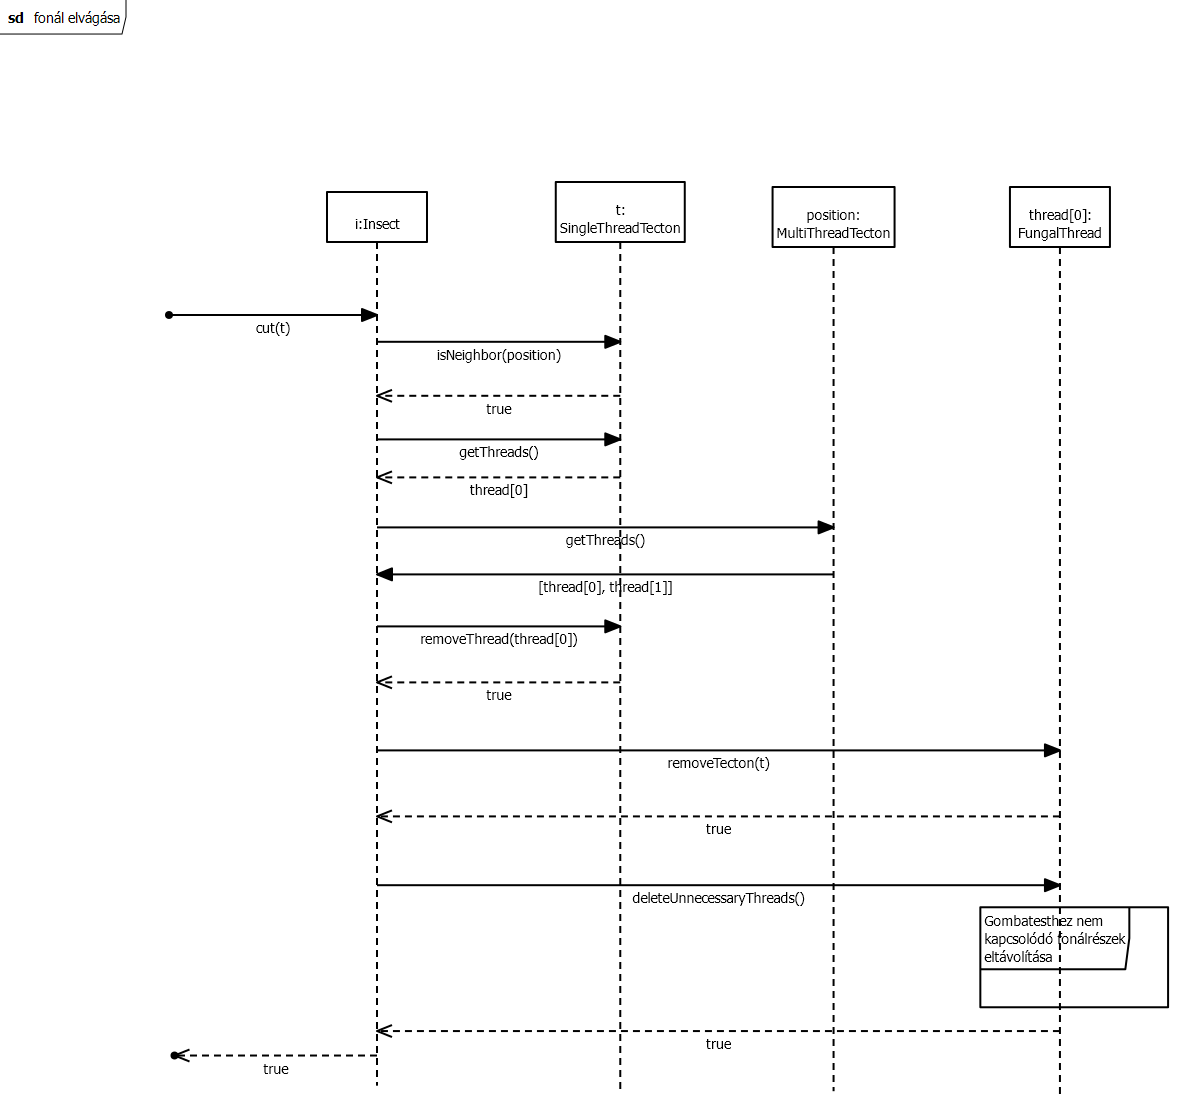 sd fonál elvágása
i:Insect
t:
SingleThreadTecton
position:
MultiThreadTecton
thread[0]:
FungalThread
cut(t)
isNeighbor(position)
true
getThreads()
thread[0]
getThreads()
[thread[0], thread[1]]
removeThread(thread[0])
true
removeTecton(t)
true
deleteUnnecessaryThreads()
Gombatesthez nem
kapcsolódó fonálrészek
eltávolítása
true
true